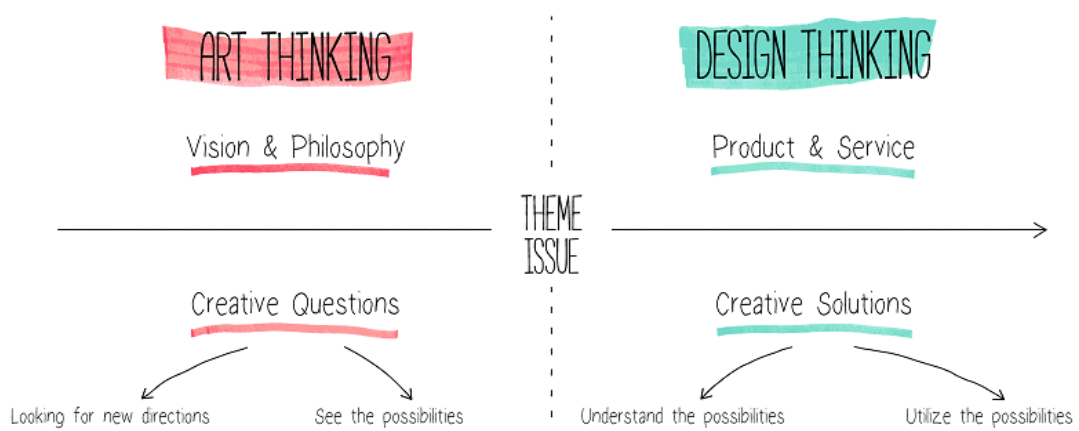 ART THINKING
DESIGN THINKING
Vision & Philosophy
Product & Service
THEME
ISSUE
Creative Questions
Creative Solutions
Looking for new directions
See the possibilities
Understand the possibilities
Utilize the possibilities